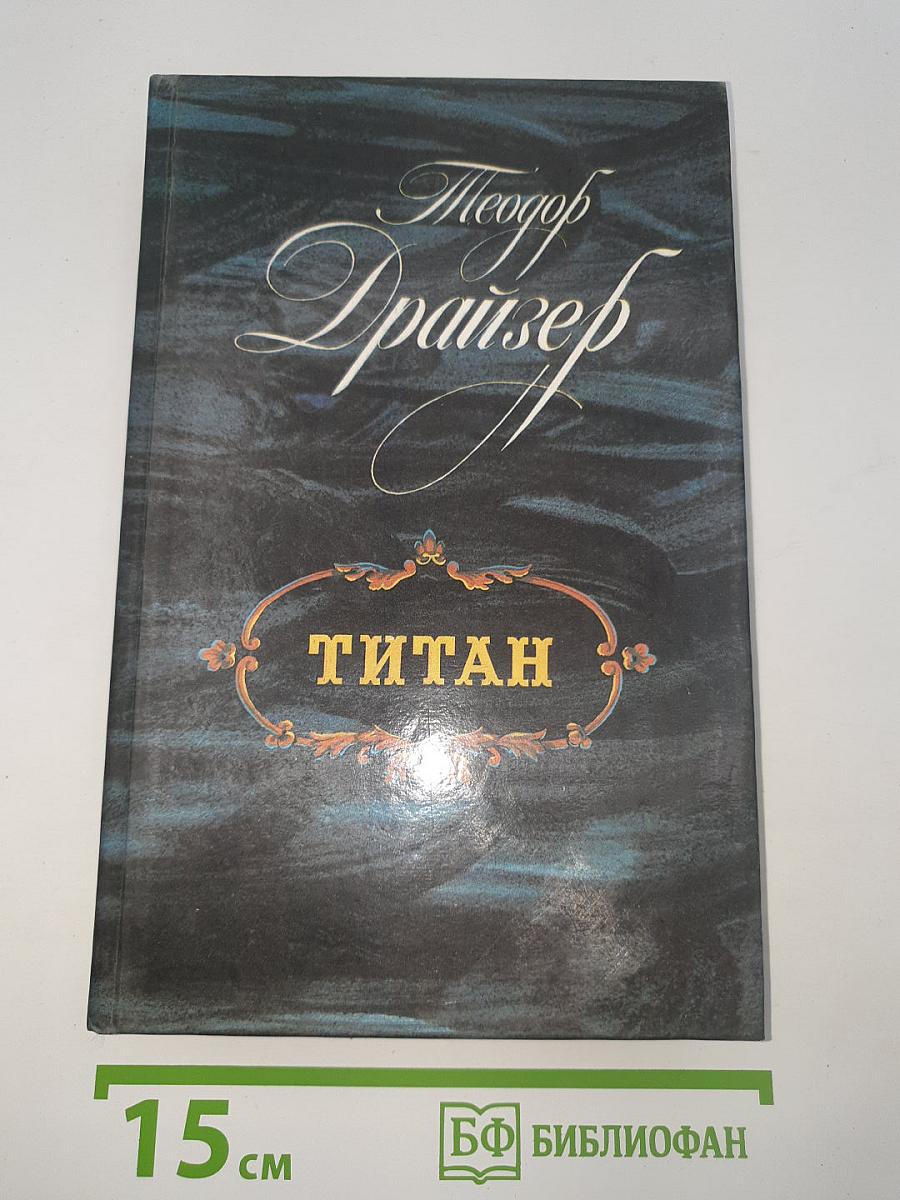 Теодор
Драйзер
ТИТАН
15 см
БФ БИБЛИОФАН